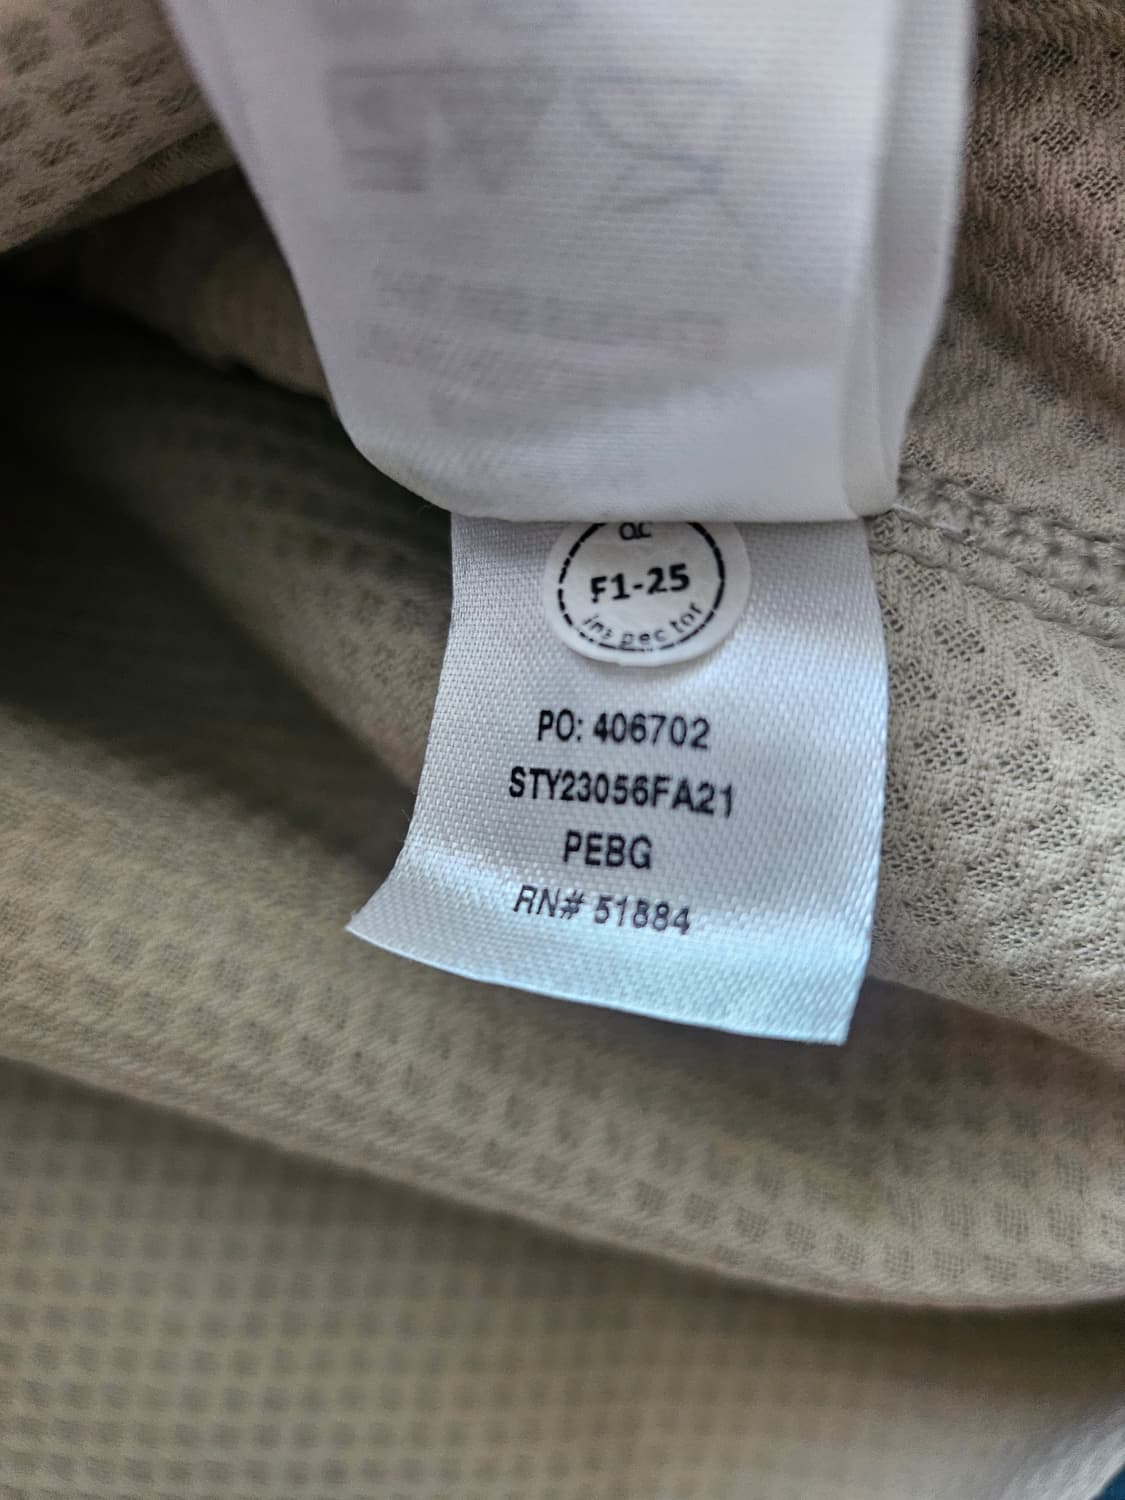 QC
F1-25
inspector
PO: 406702
STY23056FA21
PEBG
RN# 51884